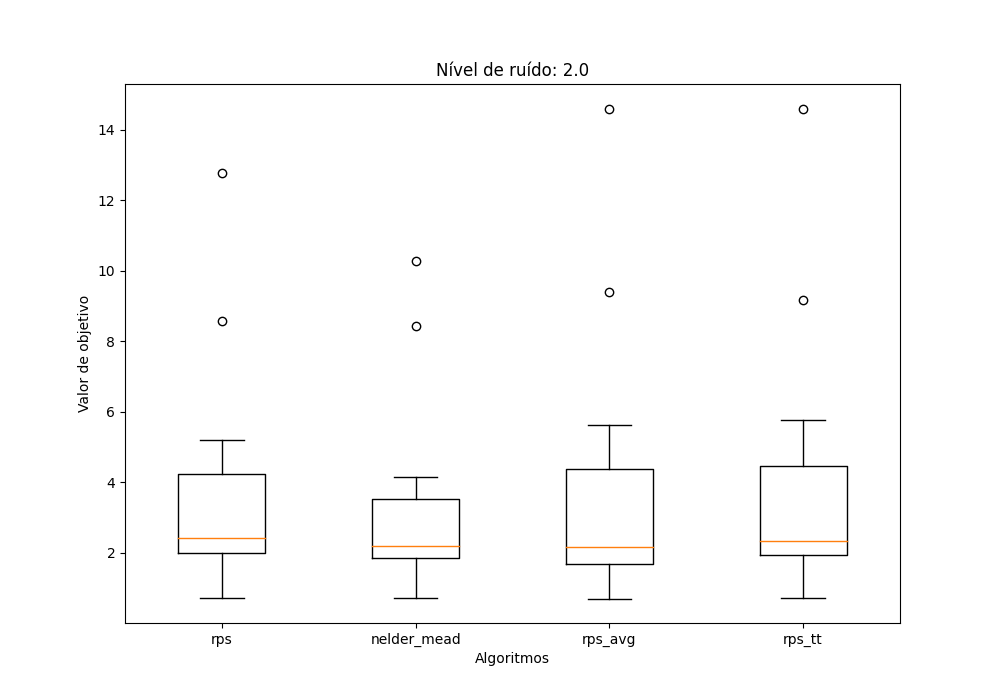 Nível de ruído: 2.0
14
12
10
8
6
4
2
Valor de objetivo
rps
nelder_mead
rps_avg
rps_tt
Algoritmos